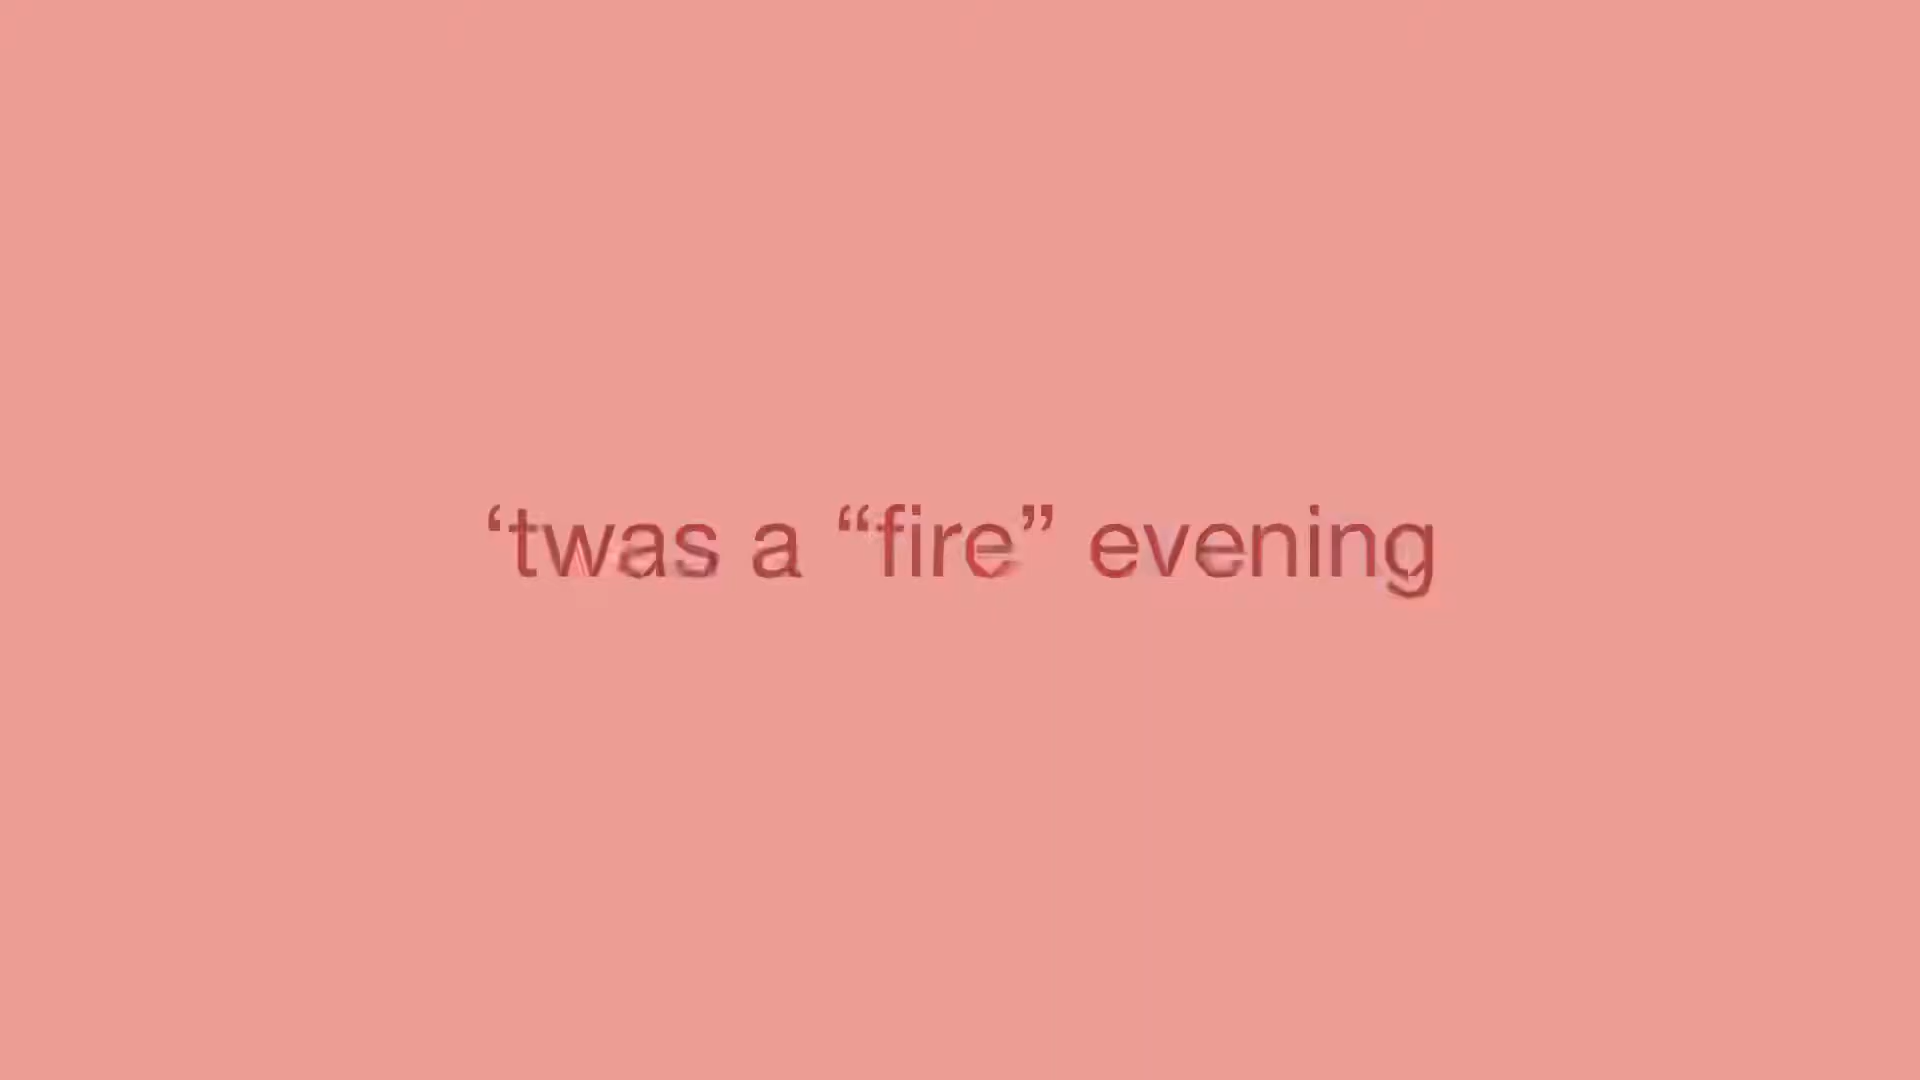 ‘twas a “fire” evening